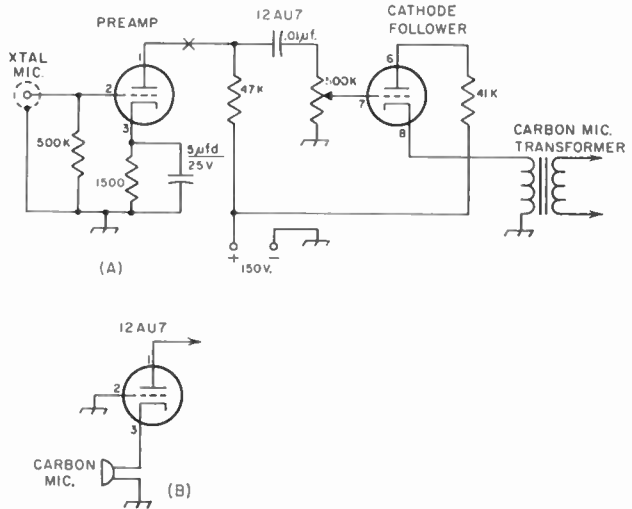 PREAMP
12AU7
CATHODE
FOLLOWER
XTAL
MIC.
1
2
3
.01µf.
500K
47K
6
7
8
41K
500K
1500
5µfd
25V
CARBON MIC.
TRANSFORMER
+ 150V. −
(A)
12AU7
1
2
3
CARBON
MIC.
(B)